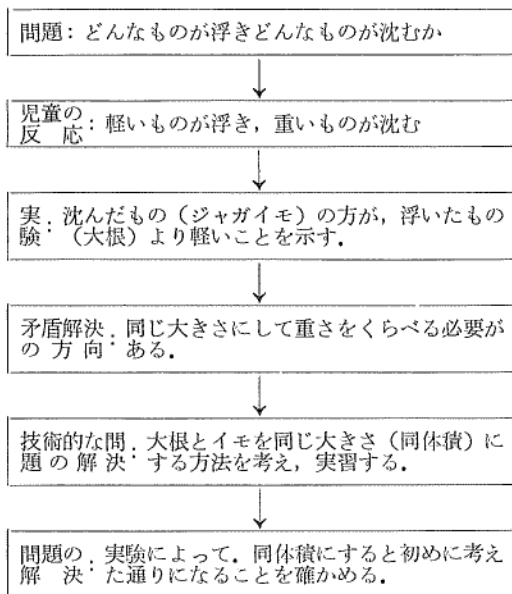 問題：どんなものが浮きどんなものが沈むか
児童の反応：軽いものが浮き，重いものが沈む
実験：沈んだもの（ジャガイモ）の方が，浮いたもの
（大根）より軽いことを示す．
矛盾解決の方向：同じ大きさにして重さをくらべる必要が
ある．
技術的な問題の解決：大根とイモを同じ大きさ（同体積）に
する方法を考え，実習する．
問題の解決：実験によって．同体積にすると初めに考え
た通りになることを確かめる．